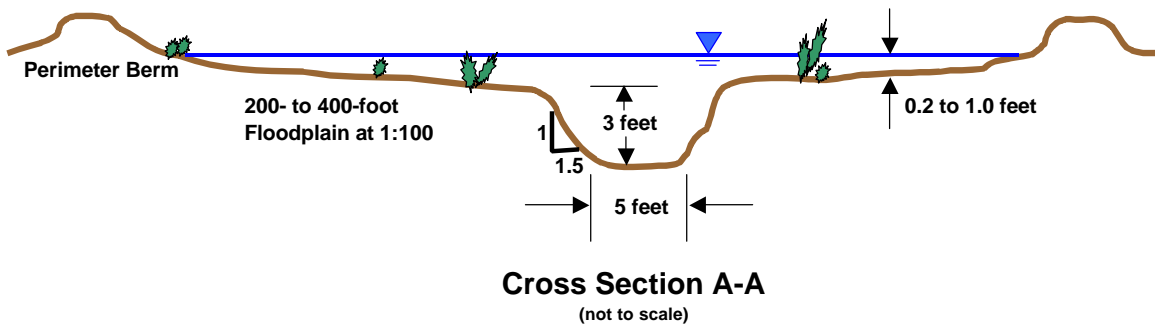 Perimeter Berm
200- to 400-foot
Floodplain at 1:100
1
1.5
3 feet
5 feet
0.2 to 1.0 feet
Cross Section A-A
(not to scale)